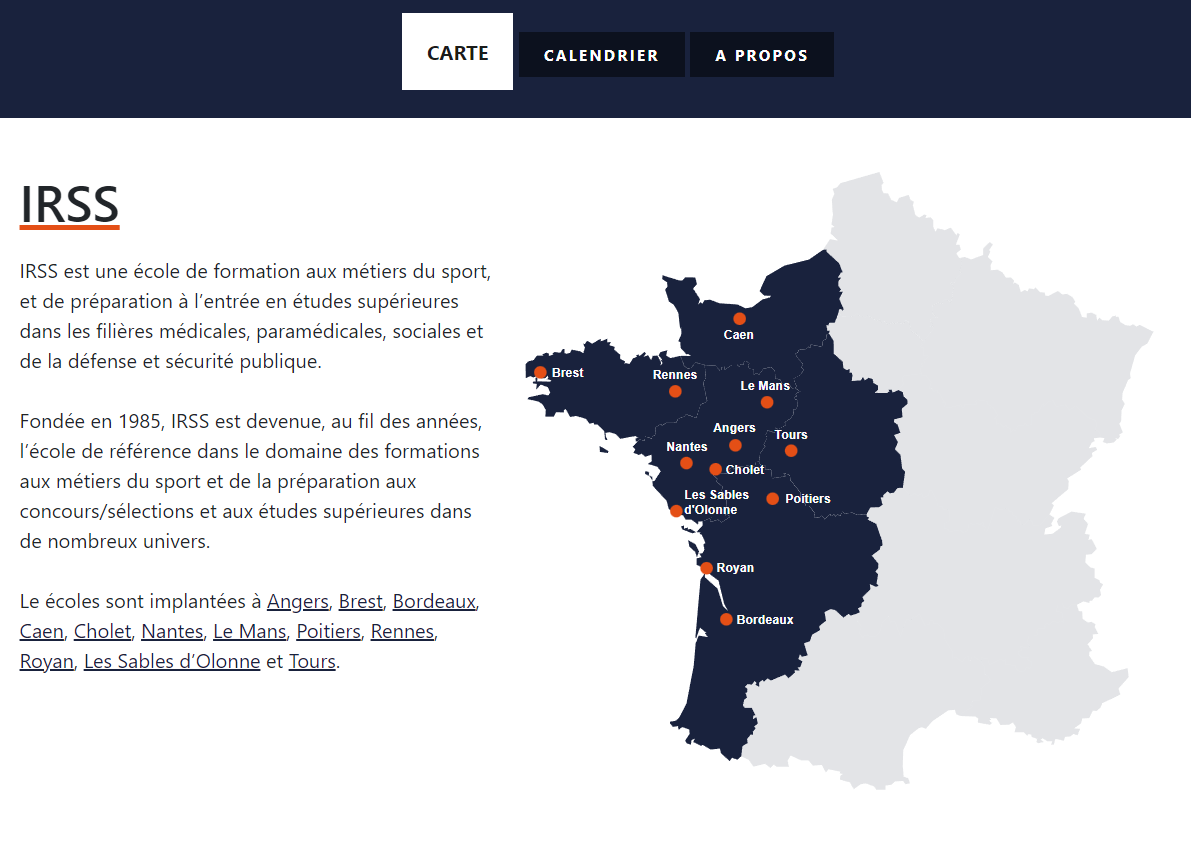 CARTE
CALENDRIER
A PROPOS
IRSS
IRSS est une école de formation aux métiers du sport,
et de préparation à l’entrée en études supérieures
dans les filières médicales, paramédicales, sociales et
de la défense et sécurité publique.
Fondée en 1985, IRSS est devenue, au fil des années,
l’école de référence dans le domaine des formations
aux métiers du sport et de la préparation aux
concours/sélections et aux études supérieures dans
de nombreux univers.
Le écoles sont implantées à Angers, Brest, Bordeaux,
Caen, Cholet, Nantes, Le Mans, Poitiers, Rennes,
Royan, Les Sables d’Olonne et Tours.
Caen
Brest
Rennes
Le Mans
Angers
Tours
Nantes
Cholet
Les Sables
d'Olonne
Poitiers
Royan
Bordeaux